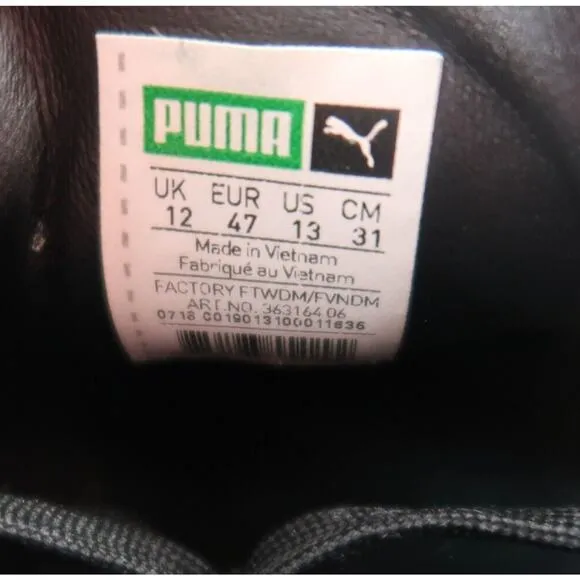 PUMA
UK EUR US CM
12 47 13 31
Made in Vietnam
Fabriqué au Vietnam
FACTORY FTWDM/FVNDM
ART.NO. 363164 06
0718 0019013100011636